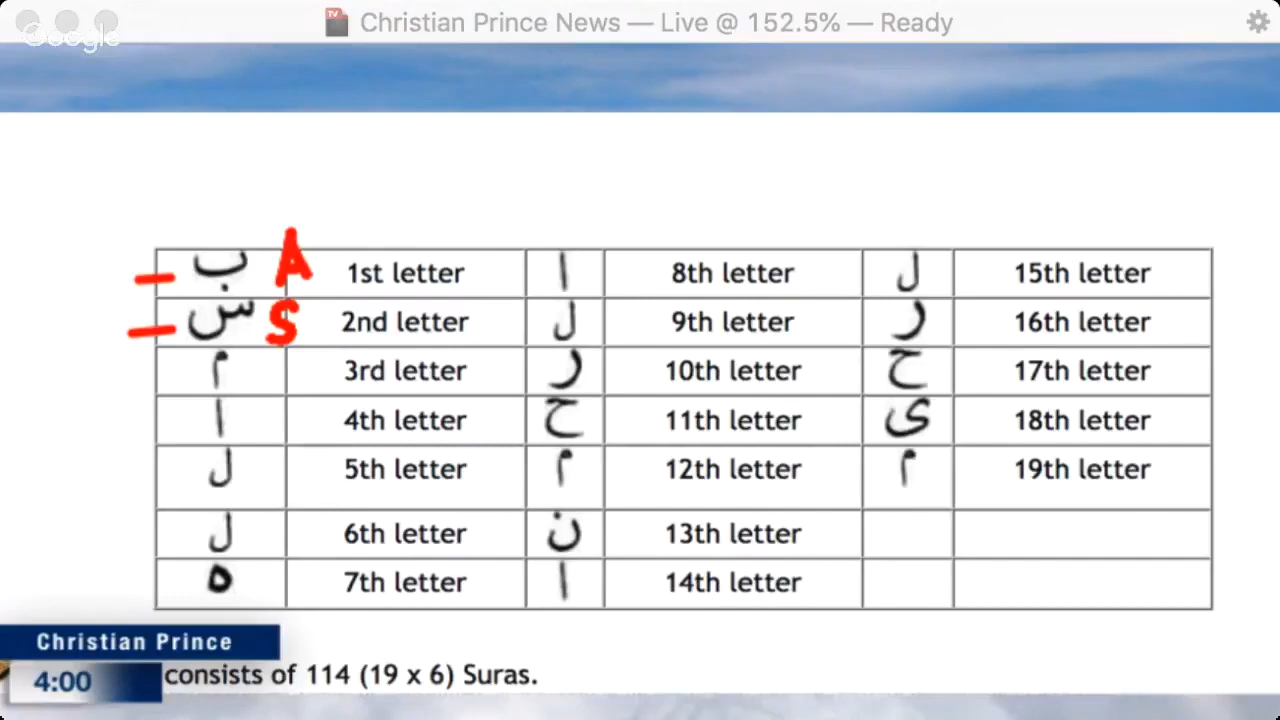 Christian Prince News — Live @ 152.5% — Ready
Google
ب A 1st letter ا 8th letter ل 15th letter
س S 2nd letter ل 9th letter ر 16th letter
م 3rd letter ر 10th letter ح 17th letter
ا 4th letter ح 11th letter ى 18th letter
ل 5th letter م 12th letter م 19th letter
ل 6th letter ن 13th letter
ه 7th letter ا 14th letter
Christian Prince
4:00
consists of 114 (19 x 6) Suras.